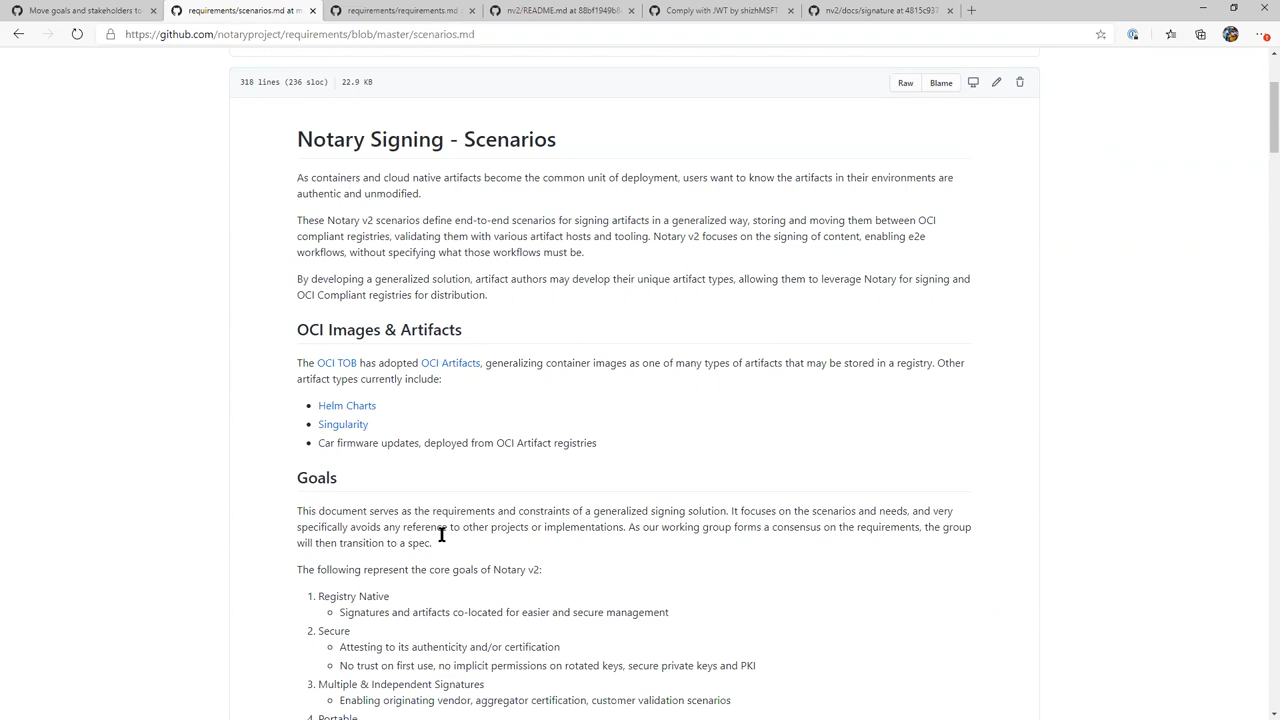 Move goals and stakeholders to
requirements/scenarios.md at m
requirements/requirements.md
nv2/README.md at 88bf1949b8
Comply with JWT by shizhMSFT
nv2/docs/signature at 4815c937
https://github.com/notaryproject/requirements/blob/master/scenarios.md
318 lines (236 sloc) 22.9 KB
Raw Blame
Notary Signing - Scenarios
As containers and cloud native artifacts become the common unit of deployment, users want to know the artifacts in their environments are
authentic and unmodified.
These Notary v2 scenarios define end-to-end scenarios for signing artifacts in a generalized way, storing and moving them between OCI
compliant registries, validating them with various artifact hosts and tooling. Notary v2 focuses on the signing of content, enabling e2e
workflows, without specifying what those workflows must be.
By developing a generalized solution, artifact authors may develop their unique artifact types, allowing them to leverage Notary for signing and
OCI Compliant registries for distribution.
OCI Images & Artifacts
The OCI TOB has adopted OCI Artifacts, generalizing container images as one of many types of artifacts that may be stored in a registry. Other
artifact types currently include:
Helm Charts
Singularity
Car firmware updates, deployed from OCI Artifact registries
Goals
This document serves as the requirements and constraints of a generalized signing solution. It focuses on the scenarios and needs, and very
specifically avoids any reference to other projects or implementations. As our working group forms a consensus on the requirements, the group
will then transition to a spec.
The following represent the core goals of Notary v2:
1. Registry Native
Signatures and artifacts co-located for easier and secure management
2. Secure
Attesting to its authenticity and/or certification
No trust on first use, no implicit permissions on rotated keys, secure private keys and PKI
3. Multiple & Independent Signatures
Enabling originating vendor, aggregator certification, customer validation scenarios
4. Portable